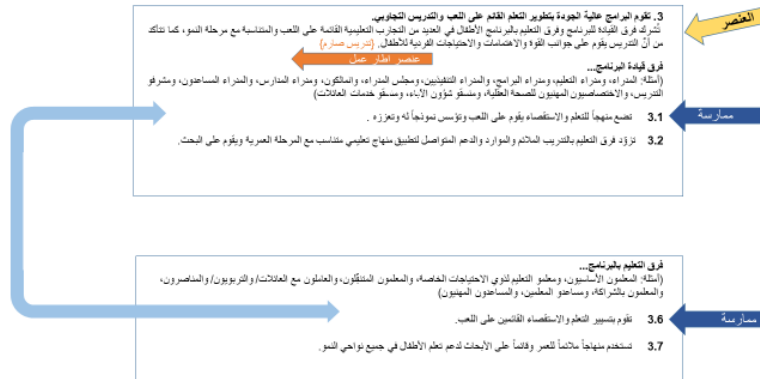 3. تقوم البرامج عالية الجودة بتطوير التعلم القائم على اللعب والتدريس التجاوبي.
تُشرك فرق القيادة للبرنامج وفرق التعليم بالبرنامج الأطفال في العديد من التجارب التعليمية القائمة على اللعب والمتناسبة مع مرحلة النمو، كما تتأكد
من أنّ التدريس يقوم على جوانب القوة والاهتمامات والاحتياجات الفردية للأطفال. {تدريس صارم}
العنصر
عنصر اطار عمل
فرق قيادة البرنامج...
(أمثلة: المدراء، ومدراء التعليم، ومدراء البرامج، والمدراء التنفيذيين، ومجلس المدراء، والمالكون، ومدراء المدارس، والمدراء المساعدون، ومشرفو
التدريس، والاختصاصيون المهنيون للصحة العقلية، ومنسقو شؤون الآباء، ومنسقو خدمات العائلات)
3.1 تضع منهجاً للتعلم والاستقصاء يقوم على اللعب وتؤسس نموذجاً له وتعززه .
ممارسة
3.2 تزوّد فرق التعليم بالتدريب الملائم والموارد والدعم المتواصل لتطبيق منهاج تعليمي متناسب مع المرحلة العمرية ويقوم على البحث.
فرق التعليم بالبرنامج...
(أمثلة: المعلمون الأساسيون، ومعلمو التعليم لذوي الاحتياجات الخاصة، والمعلمون المتنقّلون، والعاملون مع العائلات/ والتربويون/ والمناصرون،
والمعلمون بالشراكة، ومساعدو المعلمين، والمساعدون المهنيون)
3.6 تقوم بتسيير التعلم والاستقصاء القائمين على اللعب.
ممارسة
3.7 تستخدم منهاجاً ملائماً للعمر وقائماً على الأبحاث لدعم تعلم الأطفال في جميع نواحي النمو.